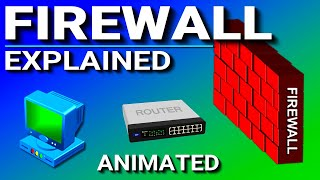 FIREWALL
EXPLAINED
ROUTER
FIREWALL
ANIMATED